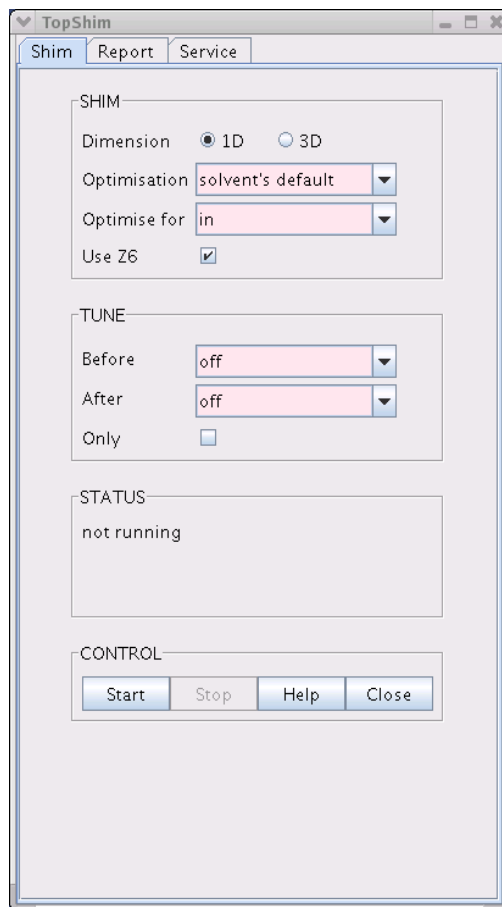 TopShim
Shim Report Service
SHIM
Dimension 1D 3D
Optimisation solvent's default
Optimise for in
Use Z6
TUNE
Before off
After off
Only
STATUS
not running
CONTROL
Start Stop Help Close